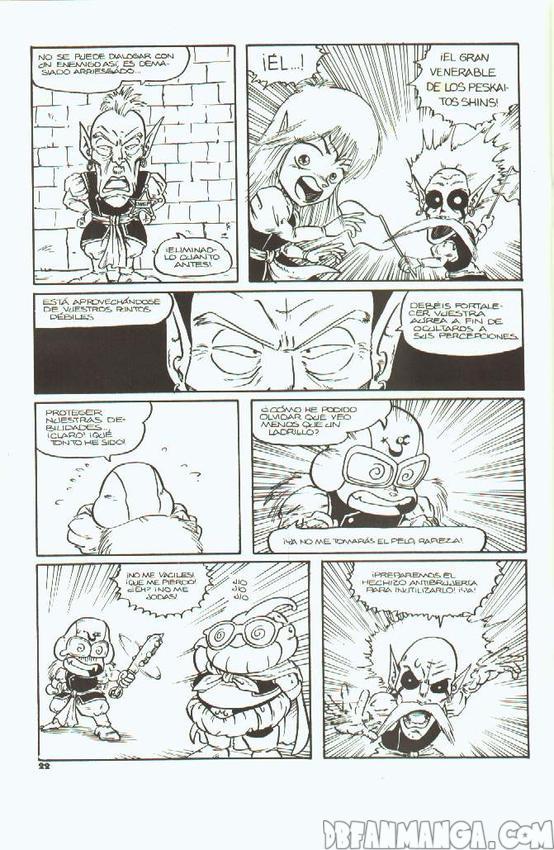 NO SE PUEDE DIALOGAR CON
UN ENEMIGO ASÍ, ES DEMA-
SIADO ARRIESGADO...
¡ELIMINAD-
LO CUANTO
ANTES!
¡ÉL...!
¡EL GRAN
VENERABLE
DE LOS PESKAI-
TOS SHINS!
ESTÁ APROVECHÁNDOSE
DE VUESTROS PUNTOS
DÉBILES.
DEBÉIS FORTALE-
CER VUESTRA
AÚREA A FIN DE
OCULTAROS A
SUS PERCEPCIONES.
PROTEGER
NUESTRAS DE-
BILIDADES...
¡CLARO! ¡QUÉ
TONTO HE SIDO!
¿¡CÓMO HE PODIDO
OLVIDAR QUE VEO
MENOS QUE UN
LADRILLO?
¡YA NO ME TOMARÁS EL PELO, RAPEZA!
¡NO ME VACILES!
¡QUE ME PIERDO!
¿¡EH? ¡NO ME
JODAS!
JIO
JIO
JIO
¡PREPAREMOS EL
HECHIZO ANTIBRUJERÍA
PARA INUTILIZARLO! ¡YA!
22
DBFANMANGA.COM